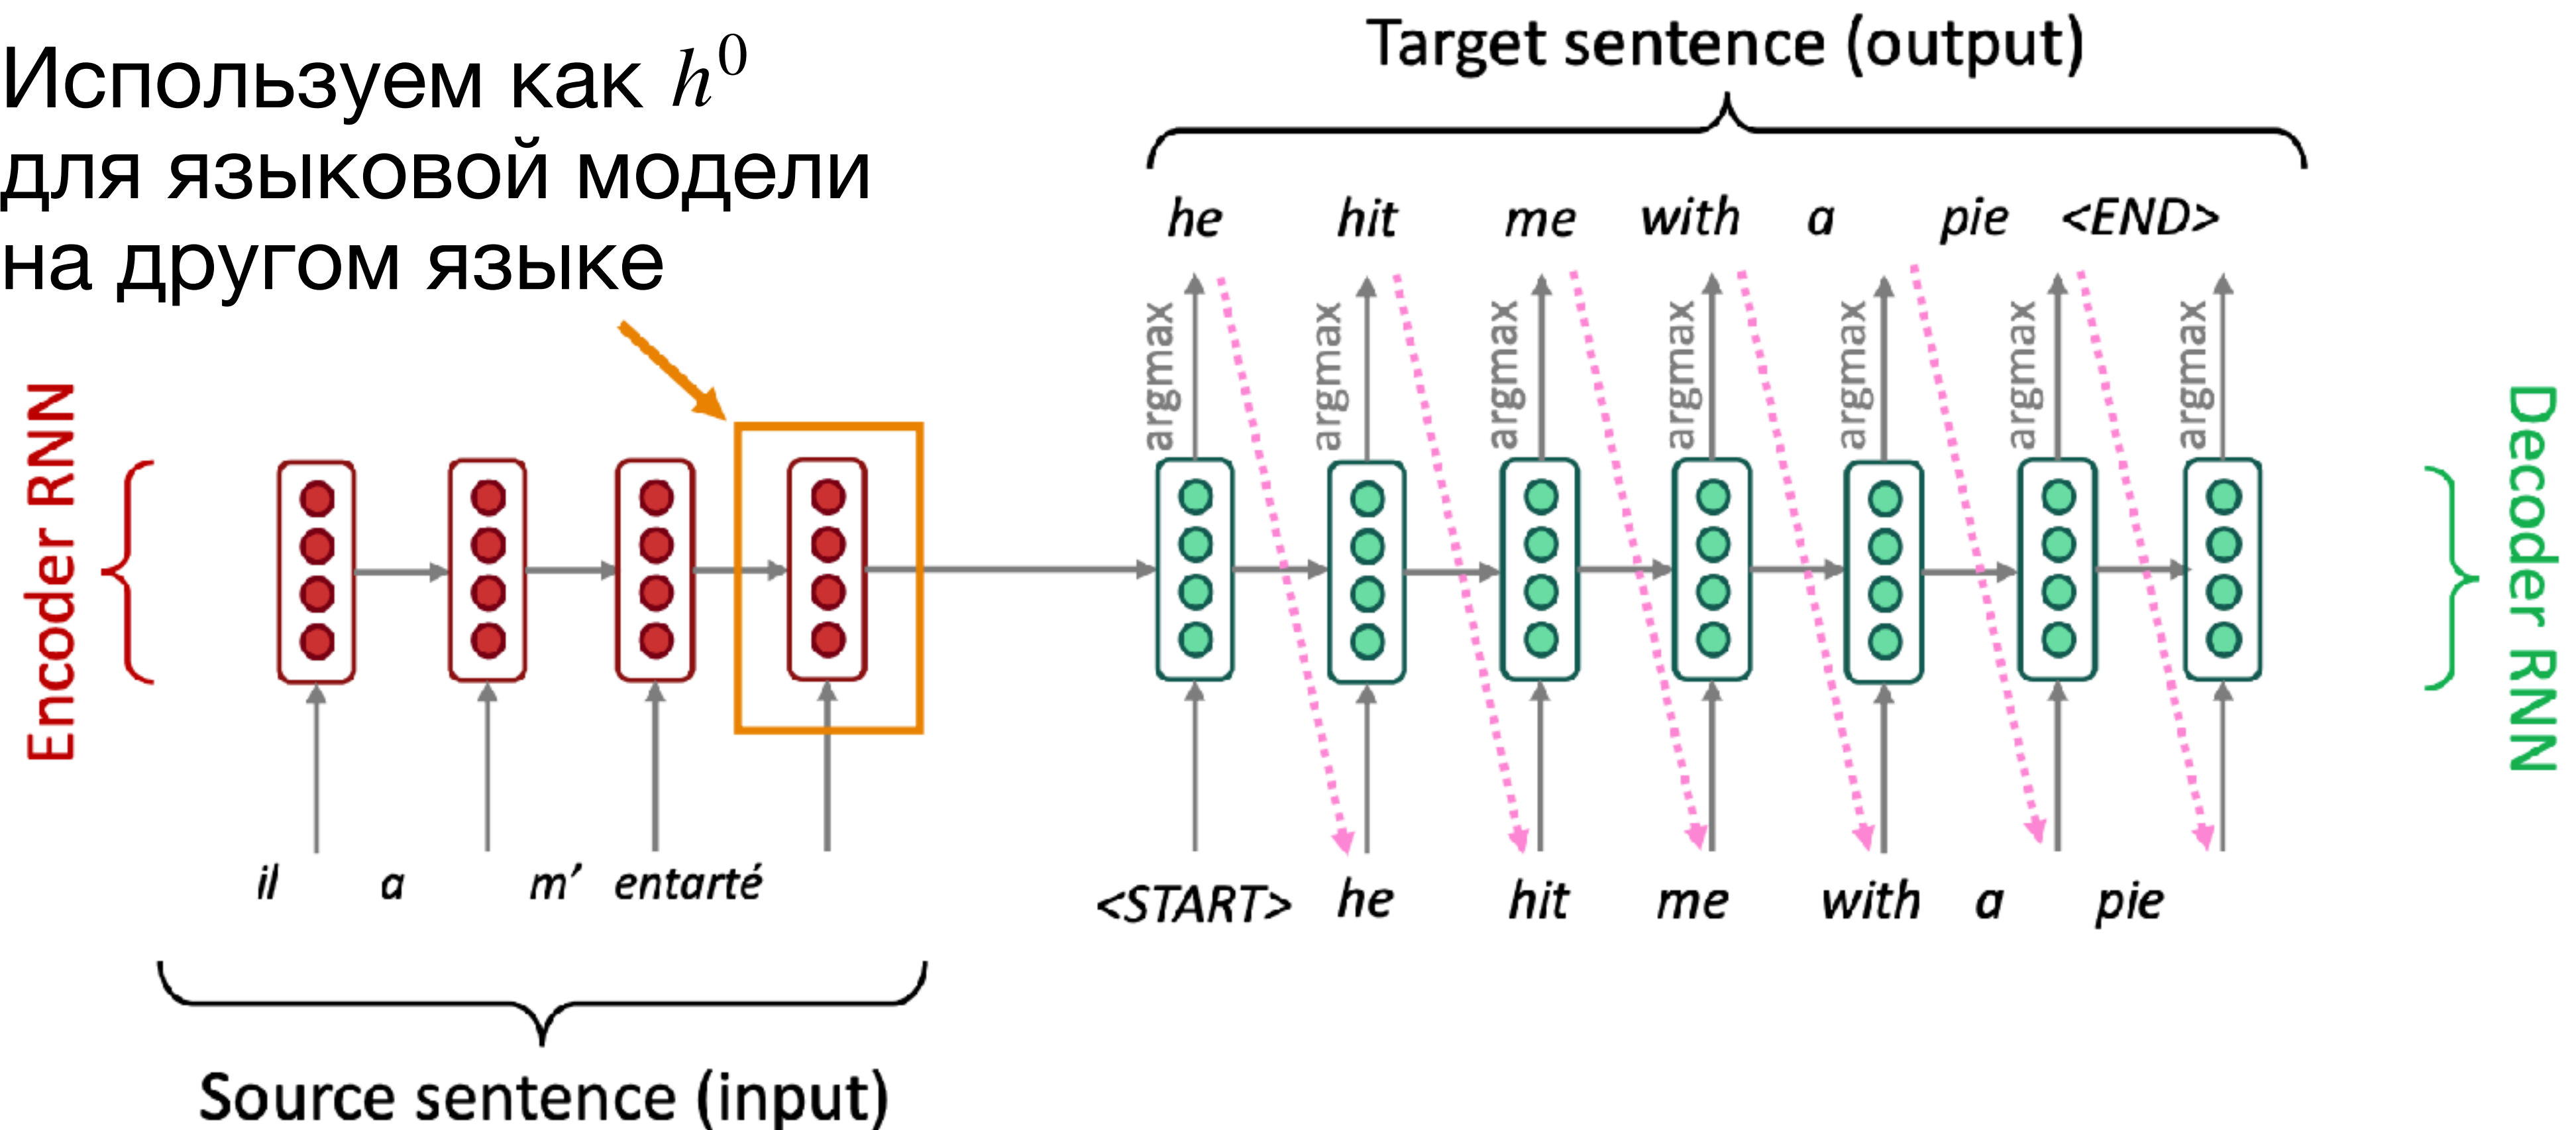 Используем как h⁰
для языковой модели
на другом языке
Target sentence (output)
he hit me with a pie <END>
argmax argmax argmax argmax argmax argmax argmax
Encoder RNN
Decoder RNN
il a m’ entarté
<START> he hit me with a pie
Source sentence (input)